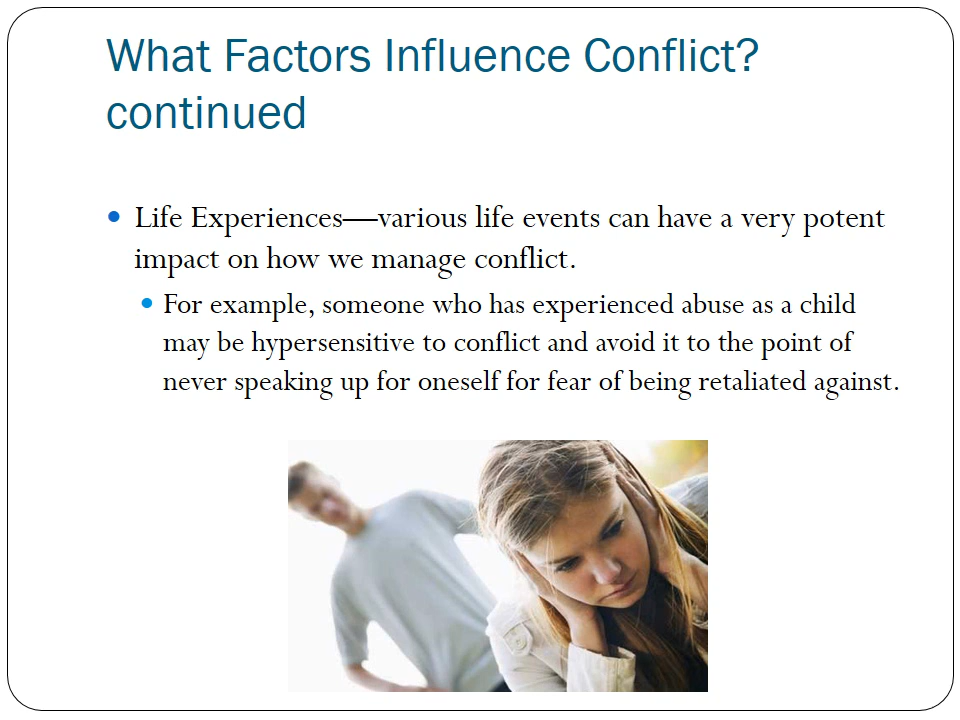 What Factors Influence Conflict?
continued
Life Experiences—various life events can have a very potent
impact on how we manage conflict.
For example, someone who has experienced abuse as a child
may be hypersensitive to conflict and avoid it to the point of
never speaking up for oneself for fear of being retaliated against.